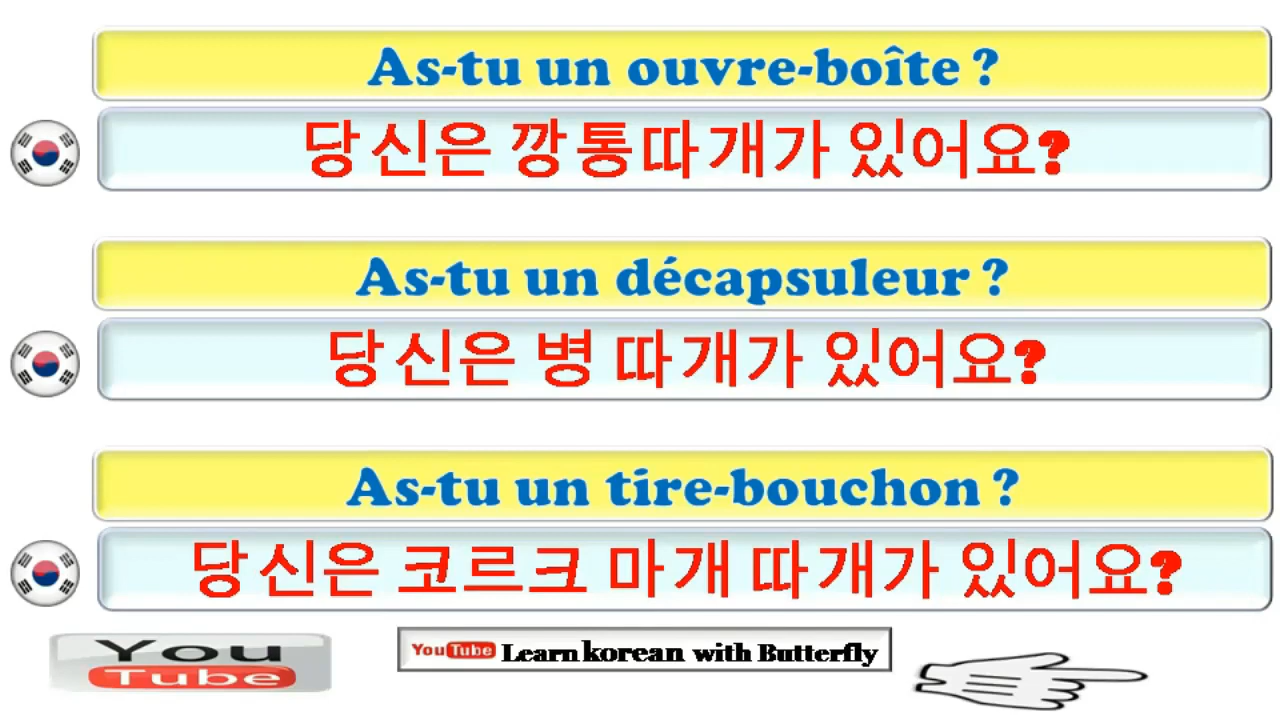 As-tu un ouvre-boîte ?
당신은 깡통따개가 있어요?
As-tu un décapsuleur ?
당신은 병 따개가 있어요?
As-tu un tire-bouchon ?
당신은 코르크 마개 따개가 있어요?
You
Tube
YouTube Learn korean with Butterfly